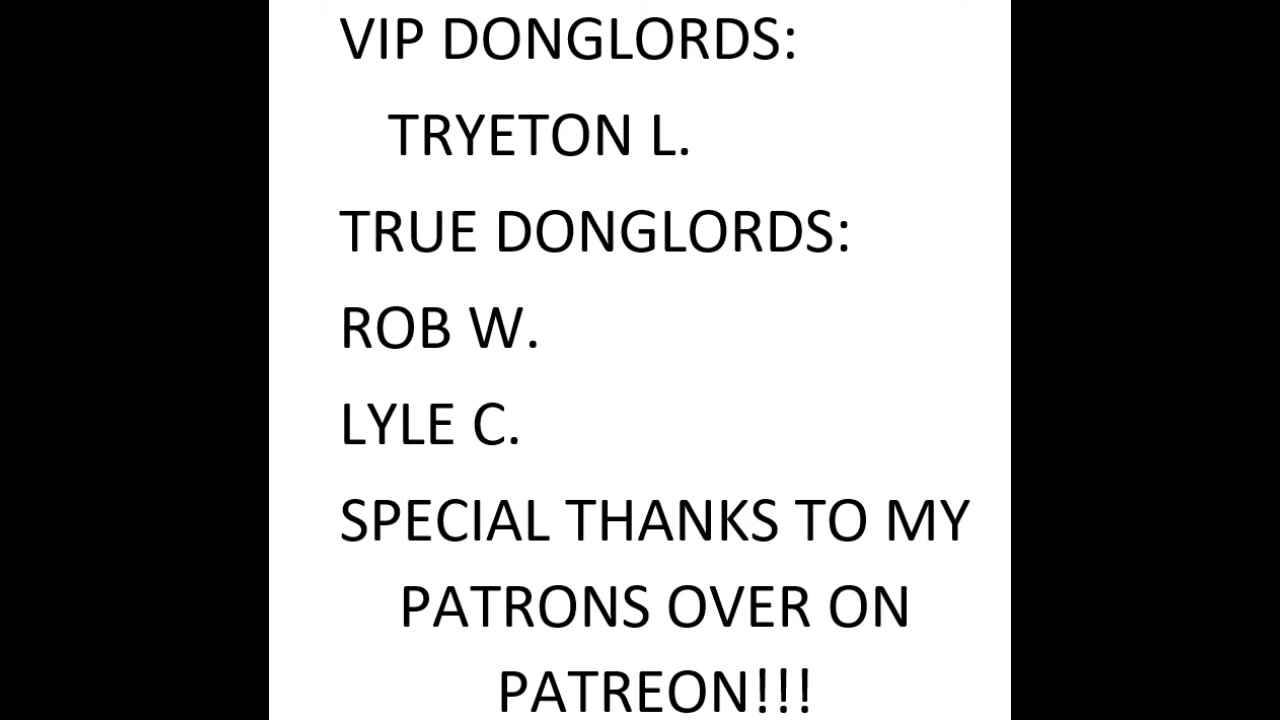 VIP DONGLORDS:
TRYETON L.
TRUE DONGLORDS:
ROB W.
LYLE C.
SPECIAL THANKS TO MY
PATRONS OVER ON
PATREON!!!